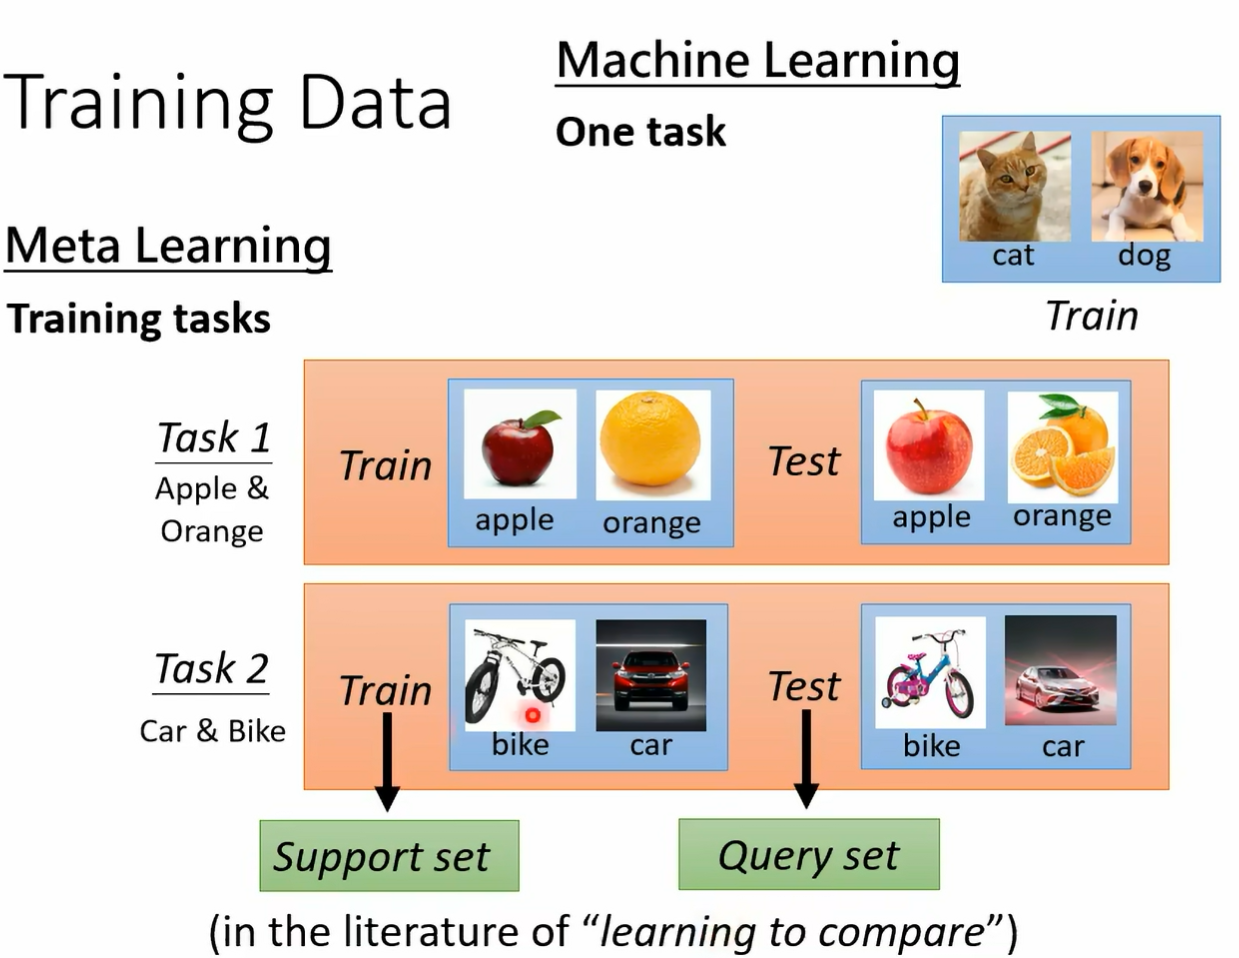 Training Data
Machine Learning
One task
cat dog
Train
Meta Learning
Training tasks
Task 1
Apple &
Orange
Train
apple orange
Test
apple orange
Task 2
Car & Bike
Train
bike car
Test
bike car
Support set
Query set
(in the literature of “learning to compare”)